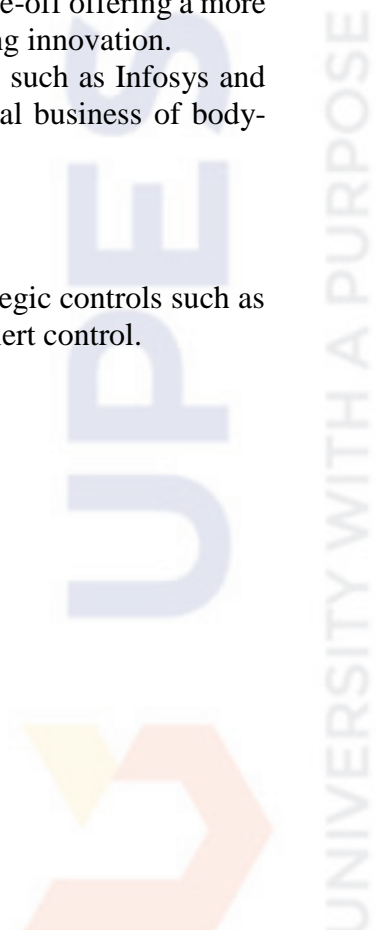 e-off offering a more
ng innovation.
such as Infosys and
al business of body-
egic controls such as
ert control.
UPES
UNIVERSITY WITH A PURPOSE